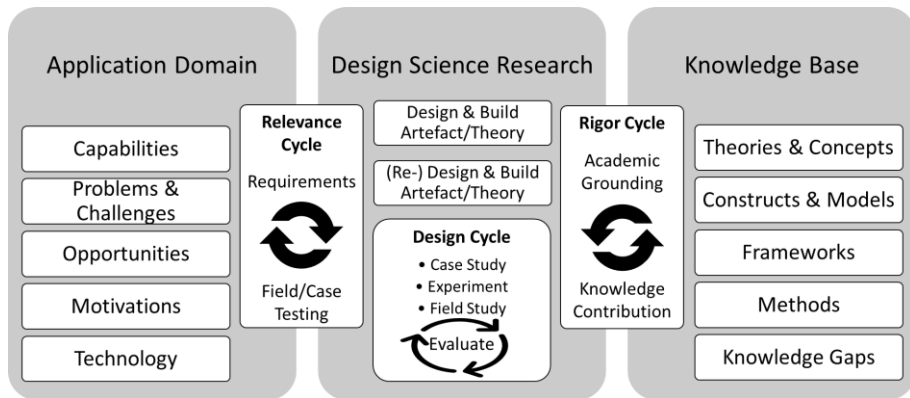 Application Domain
Capabilities
Problems &
Challenges
Opportunities
Motivations
Technology
Relevance
Cycle
Requirements
Field/Case
Testing
Design Science Research
Design & Build
Artefact/Theory
(Re-) Design & Build
Artefact/Theory
Design Cycle
• Case Study
• Experiment
• Field Study
Evaluate
Rigor Cycle
Academic
Grounding
Knowledge
Contribution
Knowledge Base
Theories & Concepts
Constructs & Models
Frameworks
Methods
Knowledge Gaps